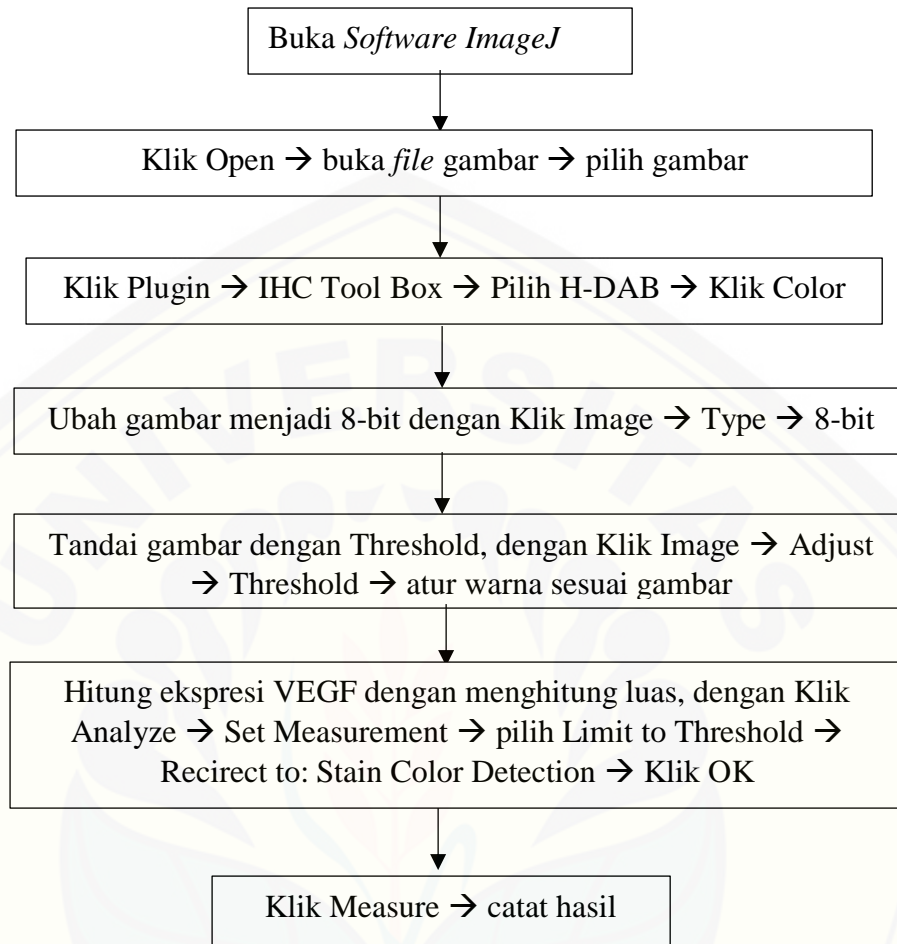 Buka Software ImageJ
Klik Open → buka file gambar → pilih gambar
Klik Plugin → IHC Tool Box → Pilih H-DAB → Klik Color
Ubah gambar menjadi 8-bit dengan Klik Image → Type → 8-bit
Tandai gambar dengan Threshold, dengan Klik Image → Adjust
→ Threshold → atur warna sesuai gambar
Hitung ekspresi VEGF dengan menghitung luas, dengan Klik
Analyze → Set Measurement → pilih Limit to Threshold →
Recirect to: Stain Color Detection → Klik OK
Klik Measure → catat hasil
UNIVERSITAS